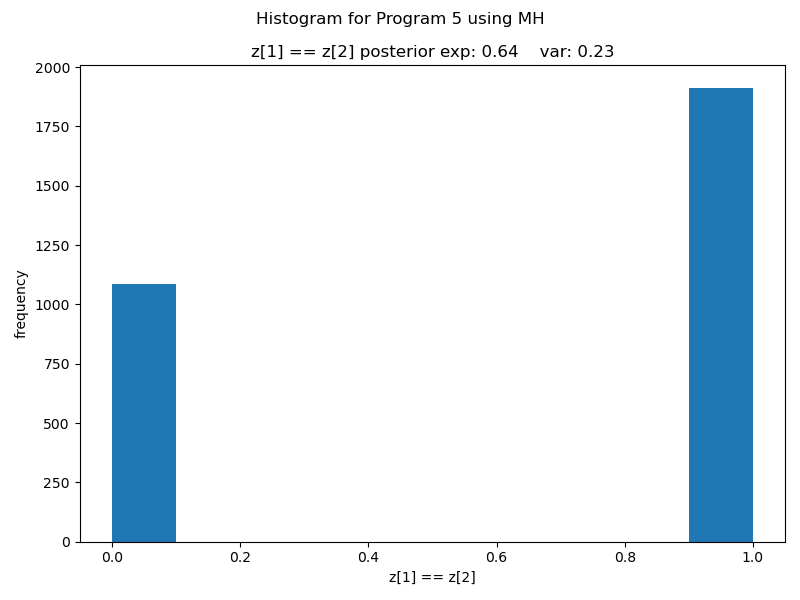 Histogram for Program 5 using MH
z[1] == z[2] posterior exp: 0.64    var: 0.23
2000
1750
1500
1250
1000
750
500
250
0
frequency
0.0 0.2 0.4 0.6 0.8 1.0
z[1] == z[2]